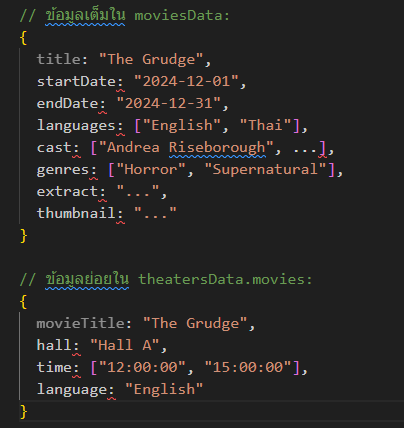 // ข้อมูลเต็มใน moviesData:
{
title: "The Grudge",
startDate: "2024-12-01",
endDate: "2024-12-31",
languages: ["English", "Thai"],
cast: ["Andrea Riseborough", ...],
genres: ["Horror", "Supernatural"],
extract: "...",
thumbnail: "..."
}
// ข้อมูลย่อยใน theatersData.movies:
{
movieTitle: "The Grudge",
hall: "Hall A",
time: ["12:00:00", "15:00:00"],
language: "English"
}